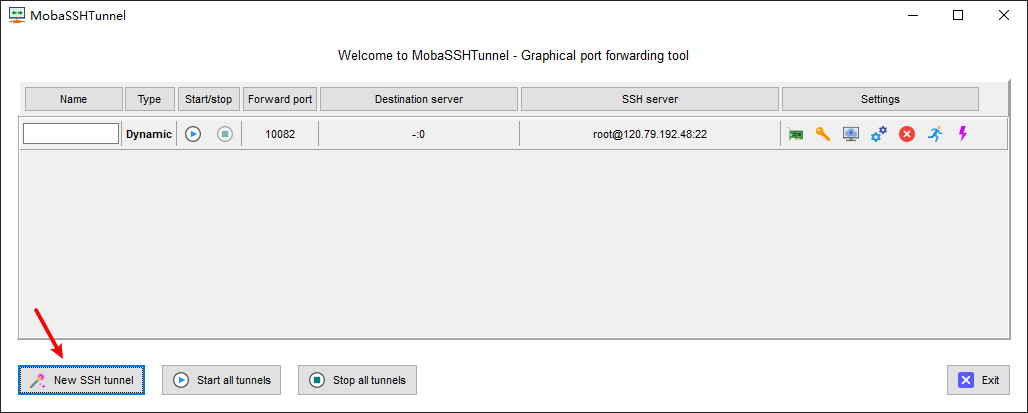 MobaSSHTunnel
Welcome to MobaSSHTunnel - Graphical port forwarding tool
Name Type Start/stop Forward port Destination server SSH server Settings
Dynamic 10082 -:0 root@120.79.192.48:22
New SSH tunnel Start all tunnels Stop all tunnels Exit